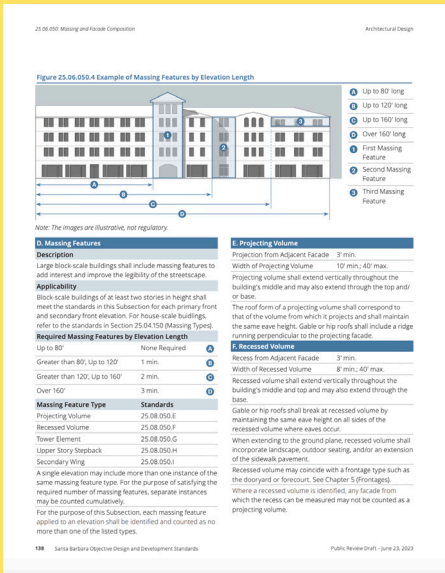 25.06.050: Massing and Facade Composition
Architectural Design
Figure 25.06.050.4 Example of Massing Features by Elevation Length
A Up to 80' long
B Up to 120' long
C Up to 160' long
D Over 160' long
1 First Massing
Feature
2 Second Massing
Feature
3 Third Massing
Feature
1
2
3
A
B
C
D
Note: The images are illustrative, not regulatory.
D. Massing Features
Description
Large block-scale buildings shall include massing features to
add interest and improve the legibility of the streetscape.
Applicability
Block-scale buildings of at least two stories in height shall
meet the standards in this Subsection for each primary front
and secondary front elevation. For house-scale buidlings,
refer to the standards in Section 25.04.150 (Massing Types).
Required Massing Features by Elevation Length
Up to 80' None Required A
Greater than 80', Up to 120' 1 min. B
Greater than 120', Up to 160' 2 min. C
Over 160' 3 min. D
Massing Feature Type Standards
Projecting Volume 25.08.050.E
Recessed Volume 25.08.050.F
Tower Element 25.08.050.G
Upper Story Stepback 25.08.050.H
Secondary Wing 25.08.050.I
A single elevation may include more than one instance of the
same massing feature type. For the purpose of satisfying the
required number of massing features, separate instances
may be counted cumulatively.
For the purpose of this Subsection, each massing feature
applied to an elevation shall be identified and counted as no
more than one of the listed types.
E. Projecting Volume
Projection from Adjacent Facade 3' min.
Width of Projecting Volume 10' min.; 40' max.
Projecting volume shall extend vertically throughout the
building's middle and may also extend through the top and/
or base.
The roof form of a projecting volume shall correspond to
that of the volume from which it projects and shall maintain
the same eave height. Gable or hip roofs shall include a ridge
running perpendicular to the projecting facade.
F. Recessed Volume
Recess from Adjacent Facade 3' min.
Width of Recessed Volume 8' min.; 40' max.
Recessed volume shall extend vertically throughout the
building's middle and top and may also extend through the
base.
Gable or hip roofs shall break at recessed volume by
maintaining the same eave height on all sides of the
recessed volume where eaves occur.
When extending to the ground plane, recessed volume shall
incorporate landscape, outdoor seating, and/or an extension
of the sidewalk pavement.
Recessed volume may coincide with a frontage type such as
the dooryard or forecourt. See Chapter 5 (Frontages).
Where a recessed volume is identified, any facade from
which the recess can be measured may not be counted as a
projecting volume.
138 Santa Barbara Objective Design and Development Standards
Public Review Draft – June 23, 2023